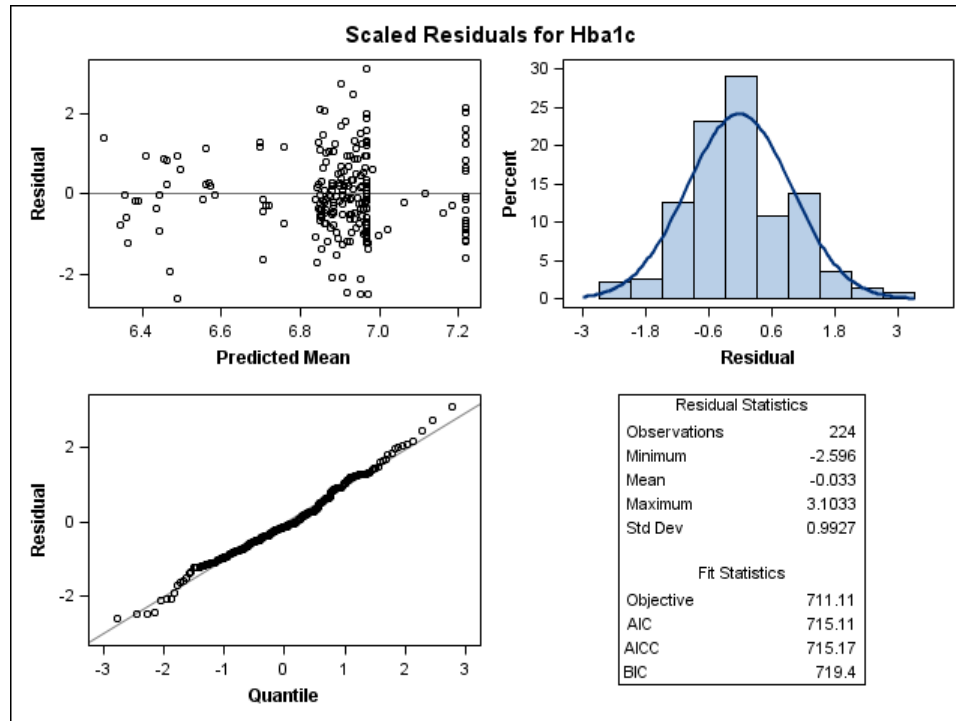 Scaled Residuals for Hba1c
Residual
2
0
-2
6.4 6.6 6.8 7.0 7.2
Predicted Mean
Percent
30
25
20
15
10
5
0
-3 -1.8 -0.6 0.6 1.8 3
Residual
Residual
2
0
-2
-3 -2 -1 0 1 2 3
Quantile
Residual Statistics
Observations 224
Minimum -2.596
Mean -0.033
Maximum 3.1033
Std Dev 0.9927
Fit Statistics
Objective 711.11
AIC 715.11
AICC 715.17
BIC 719.4